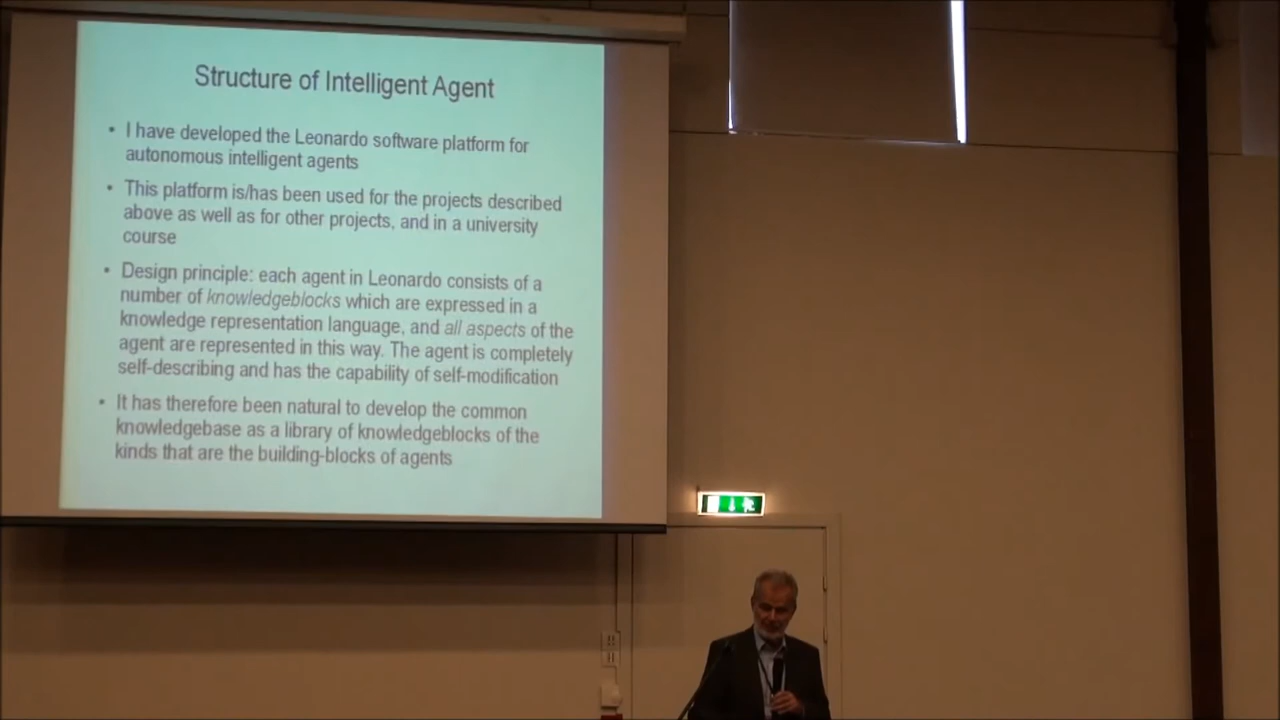 Structure of Intelligent Agent
• I have developed the Leonardo software platform for
autonomous intelligent agents
• This platform is/has been used for the projects described
above as well as for other projects, and in a university
course
• Design principle: each agent in Leonardo consists of a
number of knowledgeblocks which are expressed in a
knowledge representation language, and all aspects of the
agent are represented in this way. The agent is completely
self-describing and has the capability of self-modification
• It has therefore been natural to develop the common
knowledgebase as a library of knowledgeblocks of the
kinds that are the building-blocks of agents